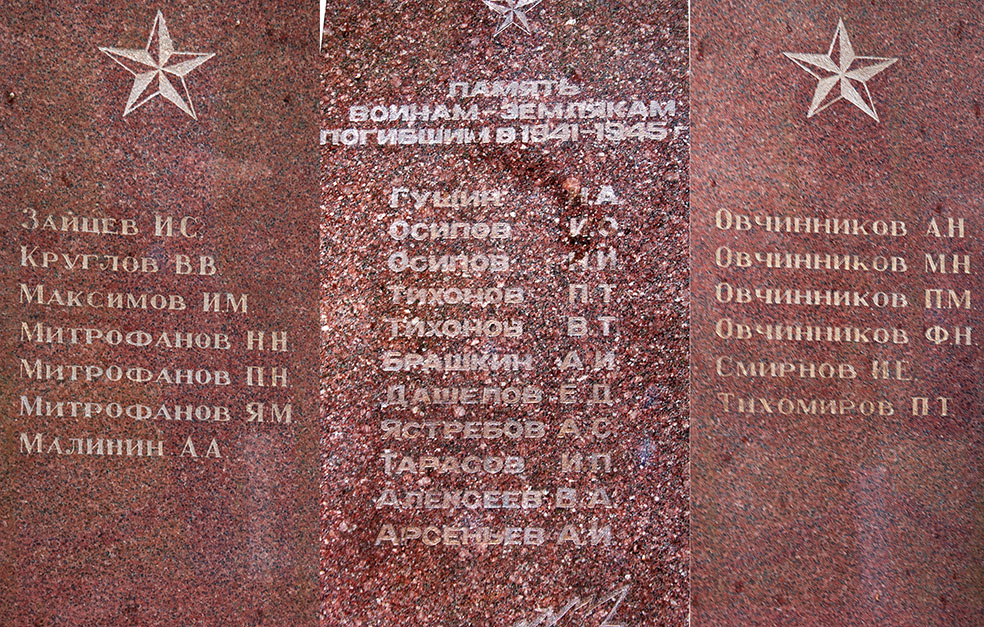 Зайцев И.С.
Круглов В.В.
Максимов И.М
Митрофанов Н.Н
Митрофанов П.Н
Митрофанов Я.М
Малинин А.А
ПАМЯТЬ
ВОИНАМ-ЗЕМЛЯКАМ
ПОГИБШИМ В 1941-1945 г
Гущин
Осипов
Осипов
Тихонов П.Т
Тихонов В.Т
Брашкин А.И
Дашелов Е.Д
Ястребов А.С
Тарасов И.П.
Алексеев В.А.
Арсеньев А.И
Овчинников А.Н
Овчинников М.Н
Овчинников П.М
Овчинников Ф.Н
Смирнов И.Е.
Тихомиров П.Т